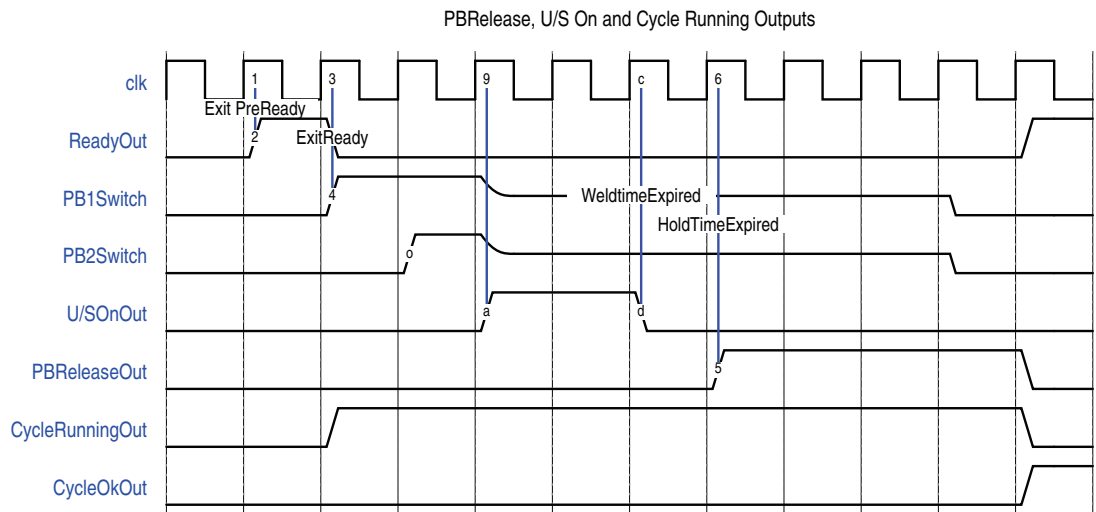 PBRelease, U/S On and Cycle Running Outputs
clk 1 3 9 c 6
Exit PreReady
ReadyOut 2 ExitReady
PB1Switch 4 WeldtimeExpired
HoldTimeExpired
PB2Switch o
U/SOnOut a d
PBReleaseOut 5
CycleRunningOut
CycleOkOut